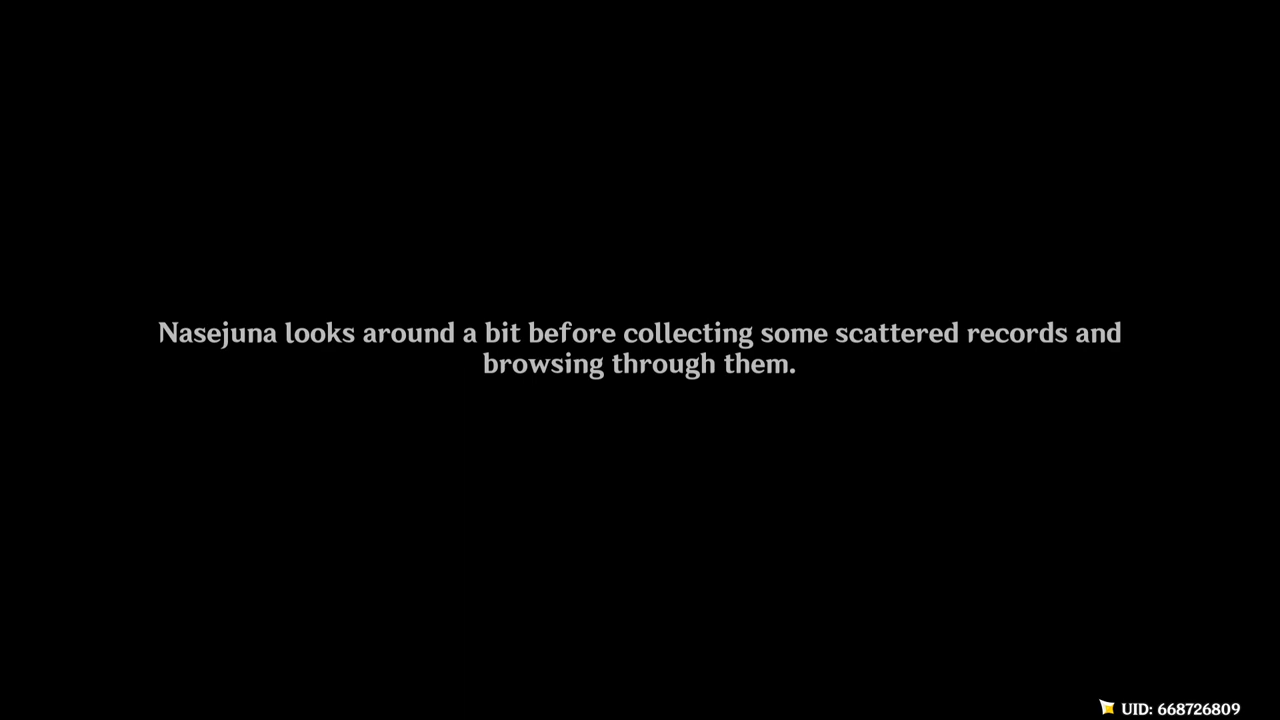 Nasejuna looks around a bit before collecting some scattered records and
browsing through them.
UID: 668726809